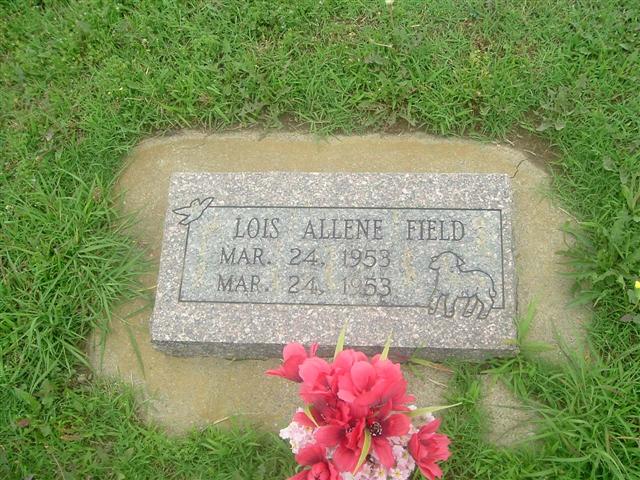 LOIS ALLENE FIELD
MAR. 24. 1953
MAR. 24. 1953